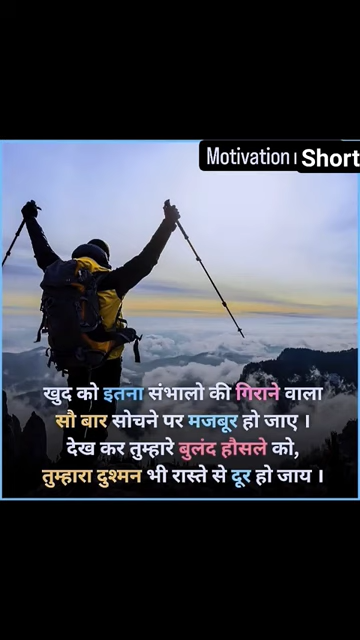 Motivation। Short
खुद को इतना संभालो की गिराने वाला
सौ बार सोचने पर मजबूर हो जाए ।
देख कर तुम्हारे बुलंद हौसले को,
तुम्हारा दुश्मन भी रास्ते से दूर हो जाय ।